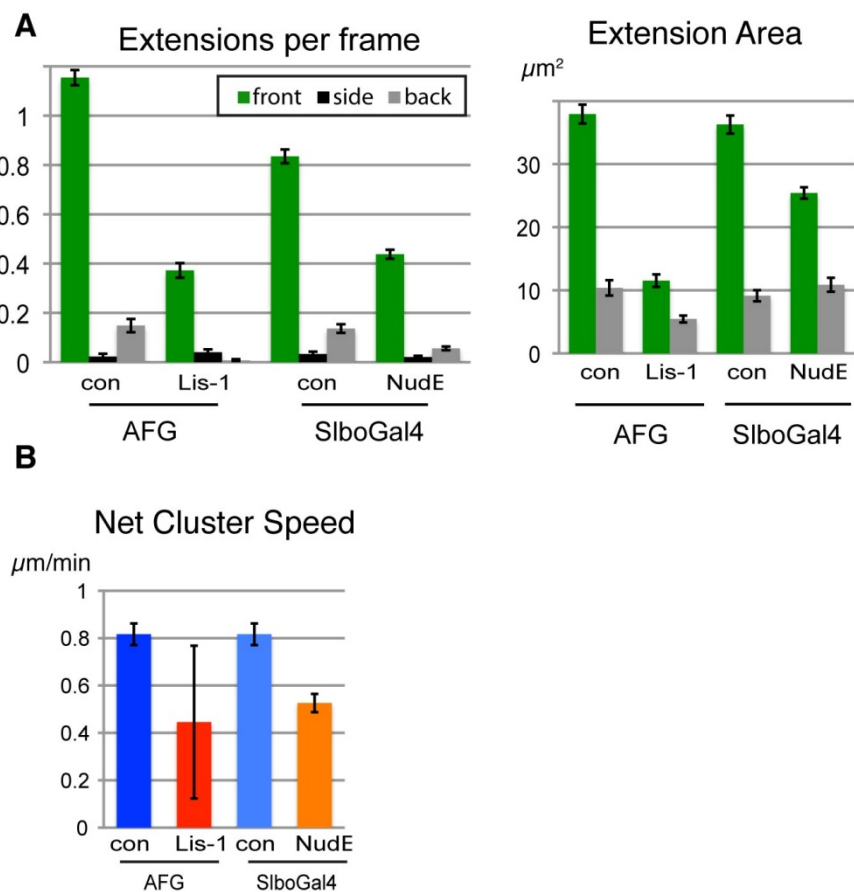 A
Extensions per frame
front side back
1
0.8
0.6
0.4
0.2
0
con Lis-1 con NudE
AFG SlboGal4
Extension Area
µm²
30
20
10
0
con Lis-1 con NudE
AFG SlboGal4
B
Net Cluster Speed
µm/min
1
0.8
0.6
0.4
0.2
0
con Lis-1 con NudE
AFG SlboGal4